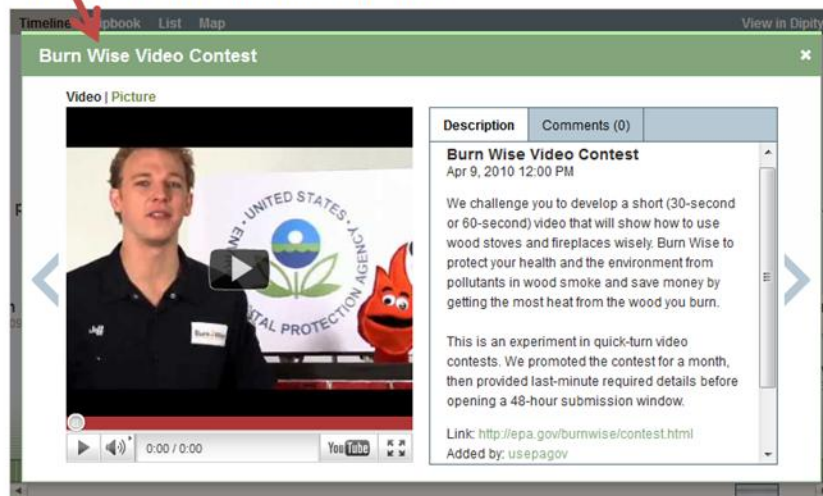 Timeline Flipbook List Map View in Dipity
Burn Wise Video Contest ×
Video | Picture
Description Comments (0)
Burn Wise Video Contest
Apr 9, 2010 12:00 PM
We challenge you to develop a short (30-second
or 60-second) video that will show how to use
wood stoves and fireplaces wisely. Burn Wise to
protect your health and the environment from
pollutants in wood smoke and save money by
getting the most heat from the wood you burn.
This is an experiment in quick-turn video
contests. We promoted the contest for a month,
then provided last-minute required details before
opening a 48-hour submission window.
Link: http://epa.gov/burnwise/contest.html
Added by: usepagov
UNITED STATES
ENVIRONMENTAL PROTECTION AGENCY
Jeff
Burn Wise
0:00 / 0:00 YouTube